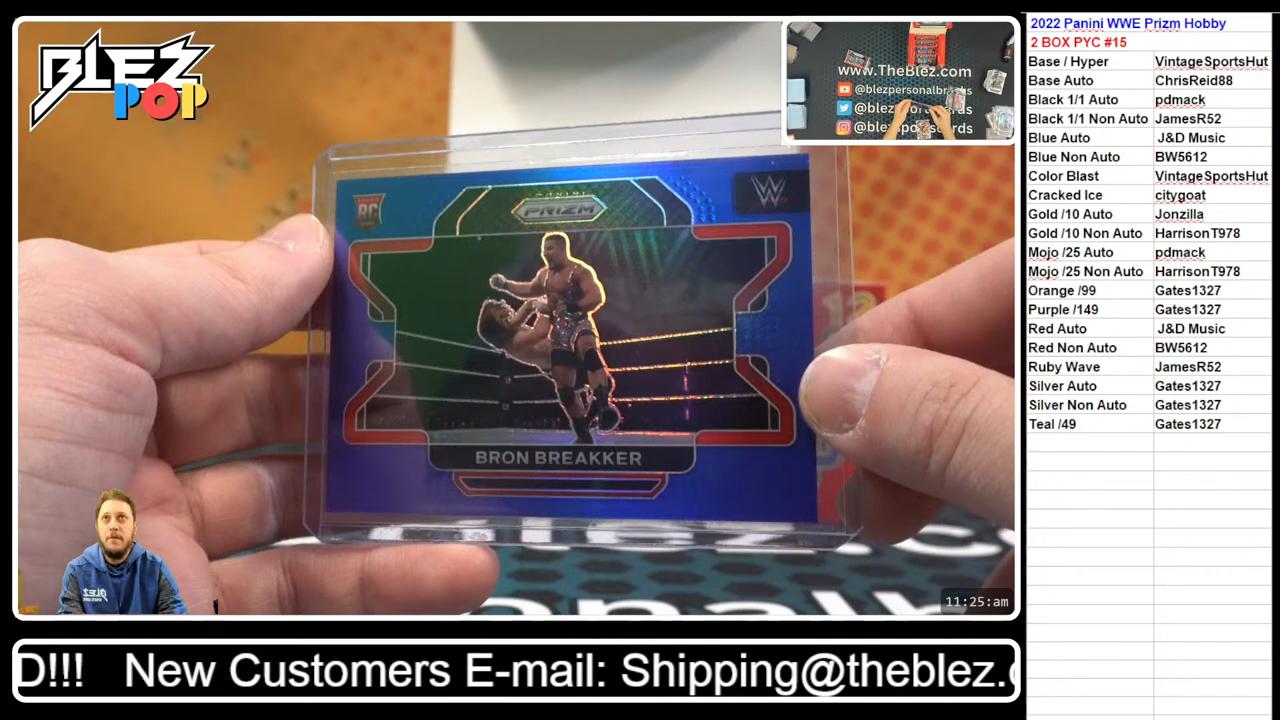 BLEZ
POP
RC
PANINI
PRIZM
W
BRON BREAKKER
www.TheBlez.com
@blezpersonalbreaks
@blezsportscards
11:25:am
D!!! New Customers E-mail: Shipping@theblez.c
2022 Panini WWE Prizm Hobby
2 BOX PYC #15
Base / Hyper VintageSportsHut
Base Auto ChrisReid88
Black 1/1 Auto pdmack
Black 1/1 Non Auto JamesR52
Blue Auto J&D Music
Blue Non Auto BW5612
Color Blast VintageSportsHut
Cracked Ice citygoat
Gold /10 Auto Jonzilla
Gold /10 Non Auto HarrisonT978
Mojo /25 Auto pdmack
Mojo /25 Non Auto HarrisonT978
Orange /99 Gates1327
Purple /149 Gates1327
Red Auto J&D Music
Red Non Auto BW5612
Ruby Wave JamesR52
Silver Auto Gates1327
Silver Non Auto Gates1327
Teal /49 Gates1327